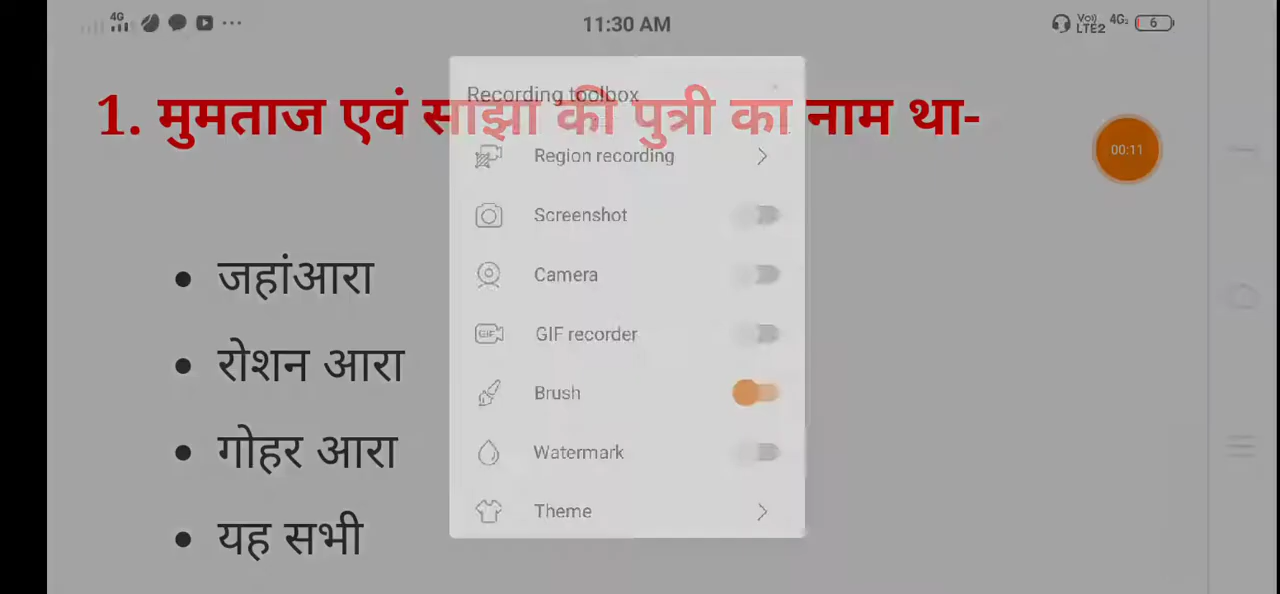 4G 11:30 AM Vo)) LTE2 4G 6
1. मुमताज एवं साझा की पुत्री का नाम था-
Recording toolbox
00:11
Region recording
Screenshot
जहांआरा
Camera
GIF recorder
रोशन आरा
Brush
गोहर आरा
Watermark
Theme
यह सभी